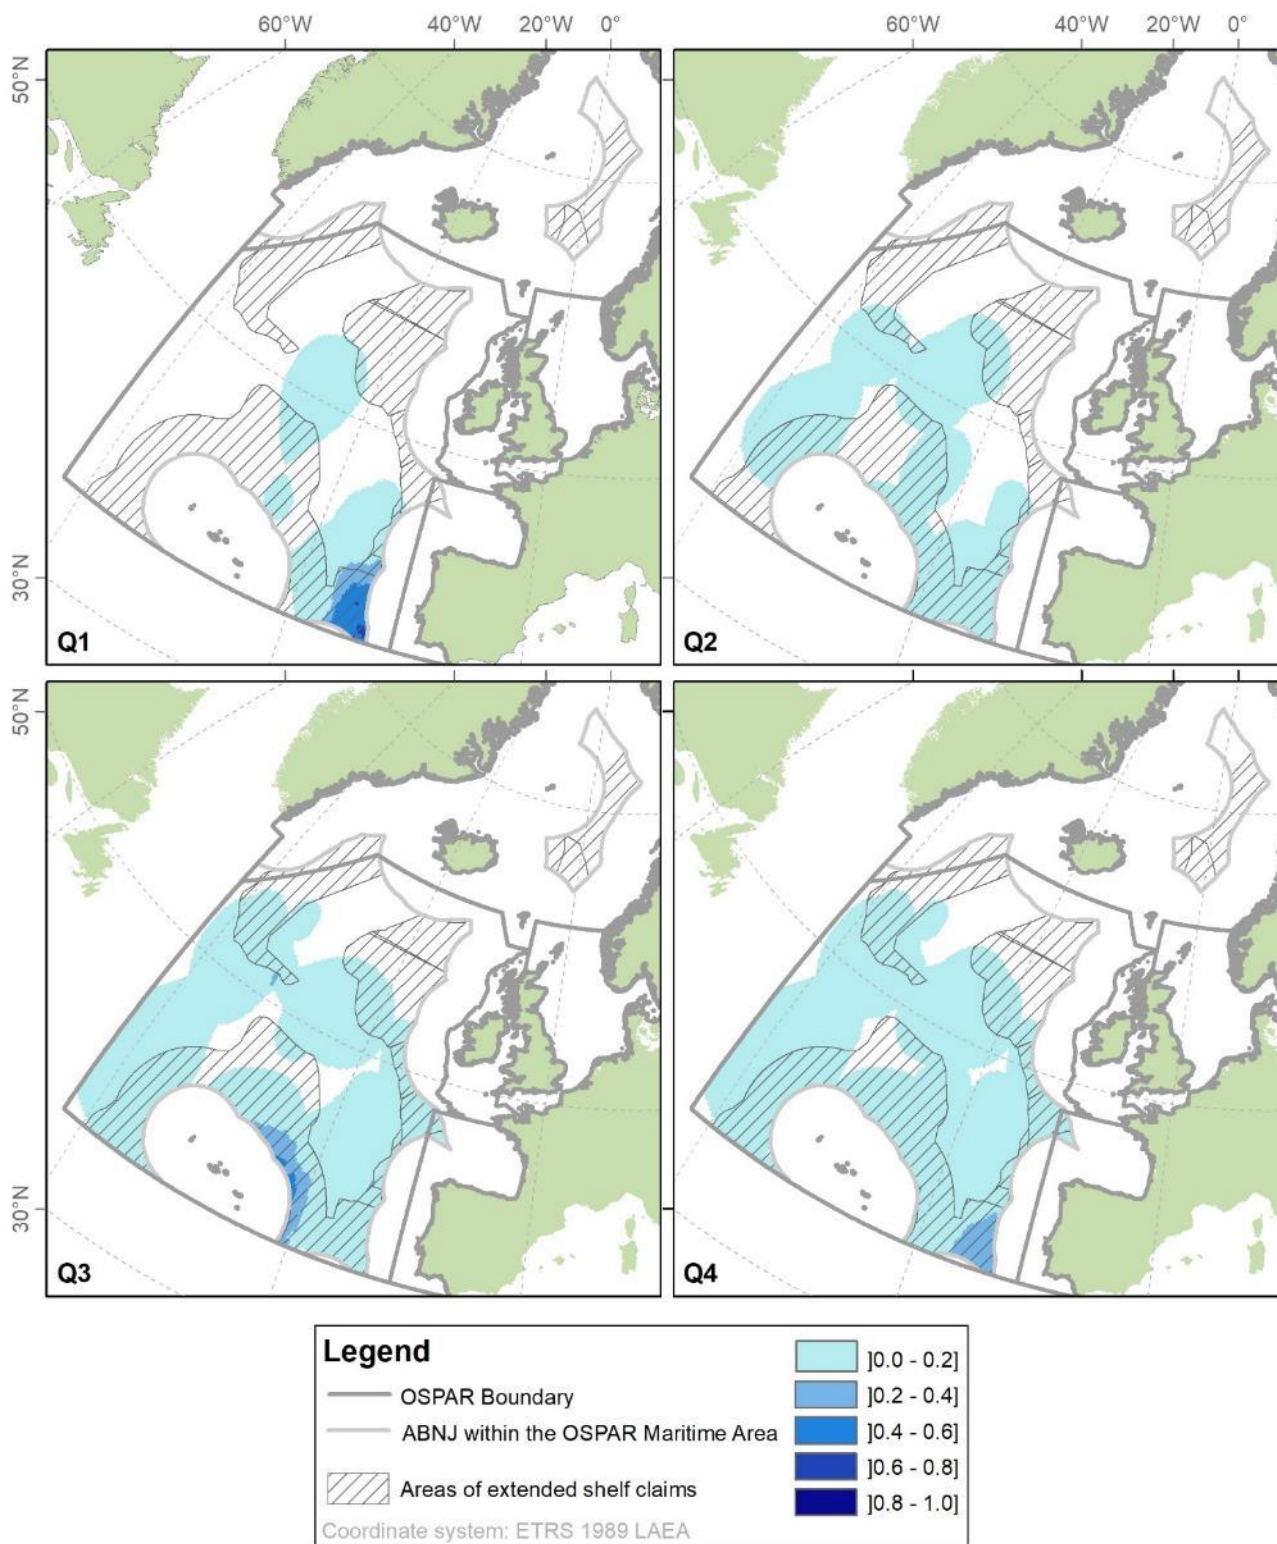 60°W 40°W 20°W 0° 60°W 40°W 20°W 0°
50°N
30°N
Q1 Q2
50°N
30°N
Q3 Q4
Legend
OSPAR Boundary
ABNJ within the OSPAR Maritime Area
Areas of extended shelf claims
Coordinate system: ETRS 1989 LAEA
]0.0 - 0.2]
]0.2 - 0.4]
]0.4 - 0.6]
]0.6 - 0.8]
]0.8 - 1.0]